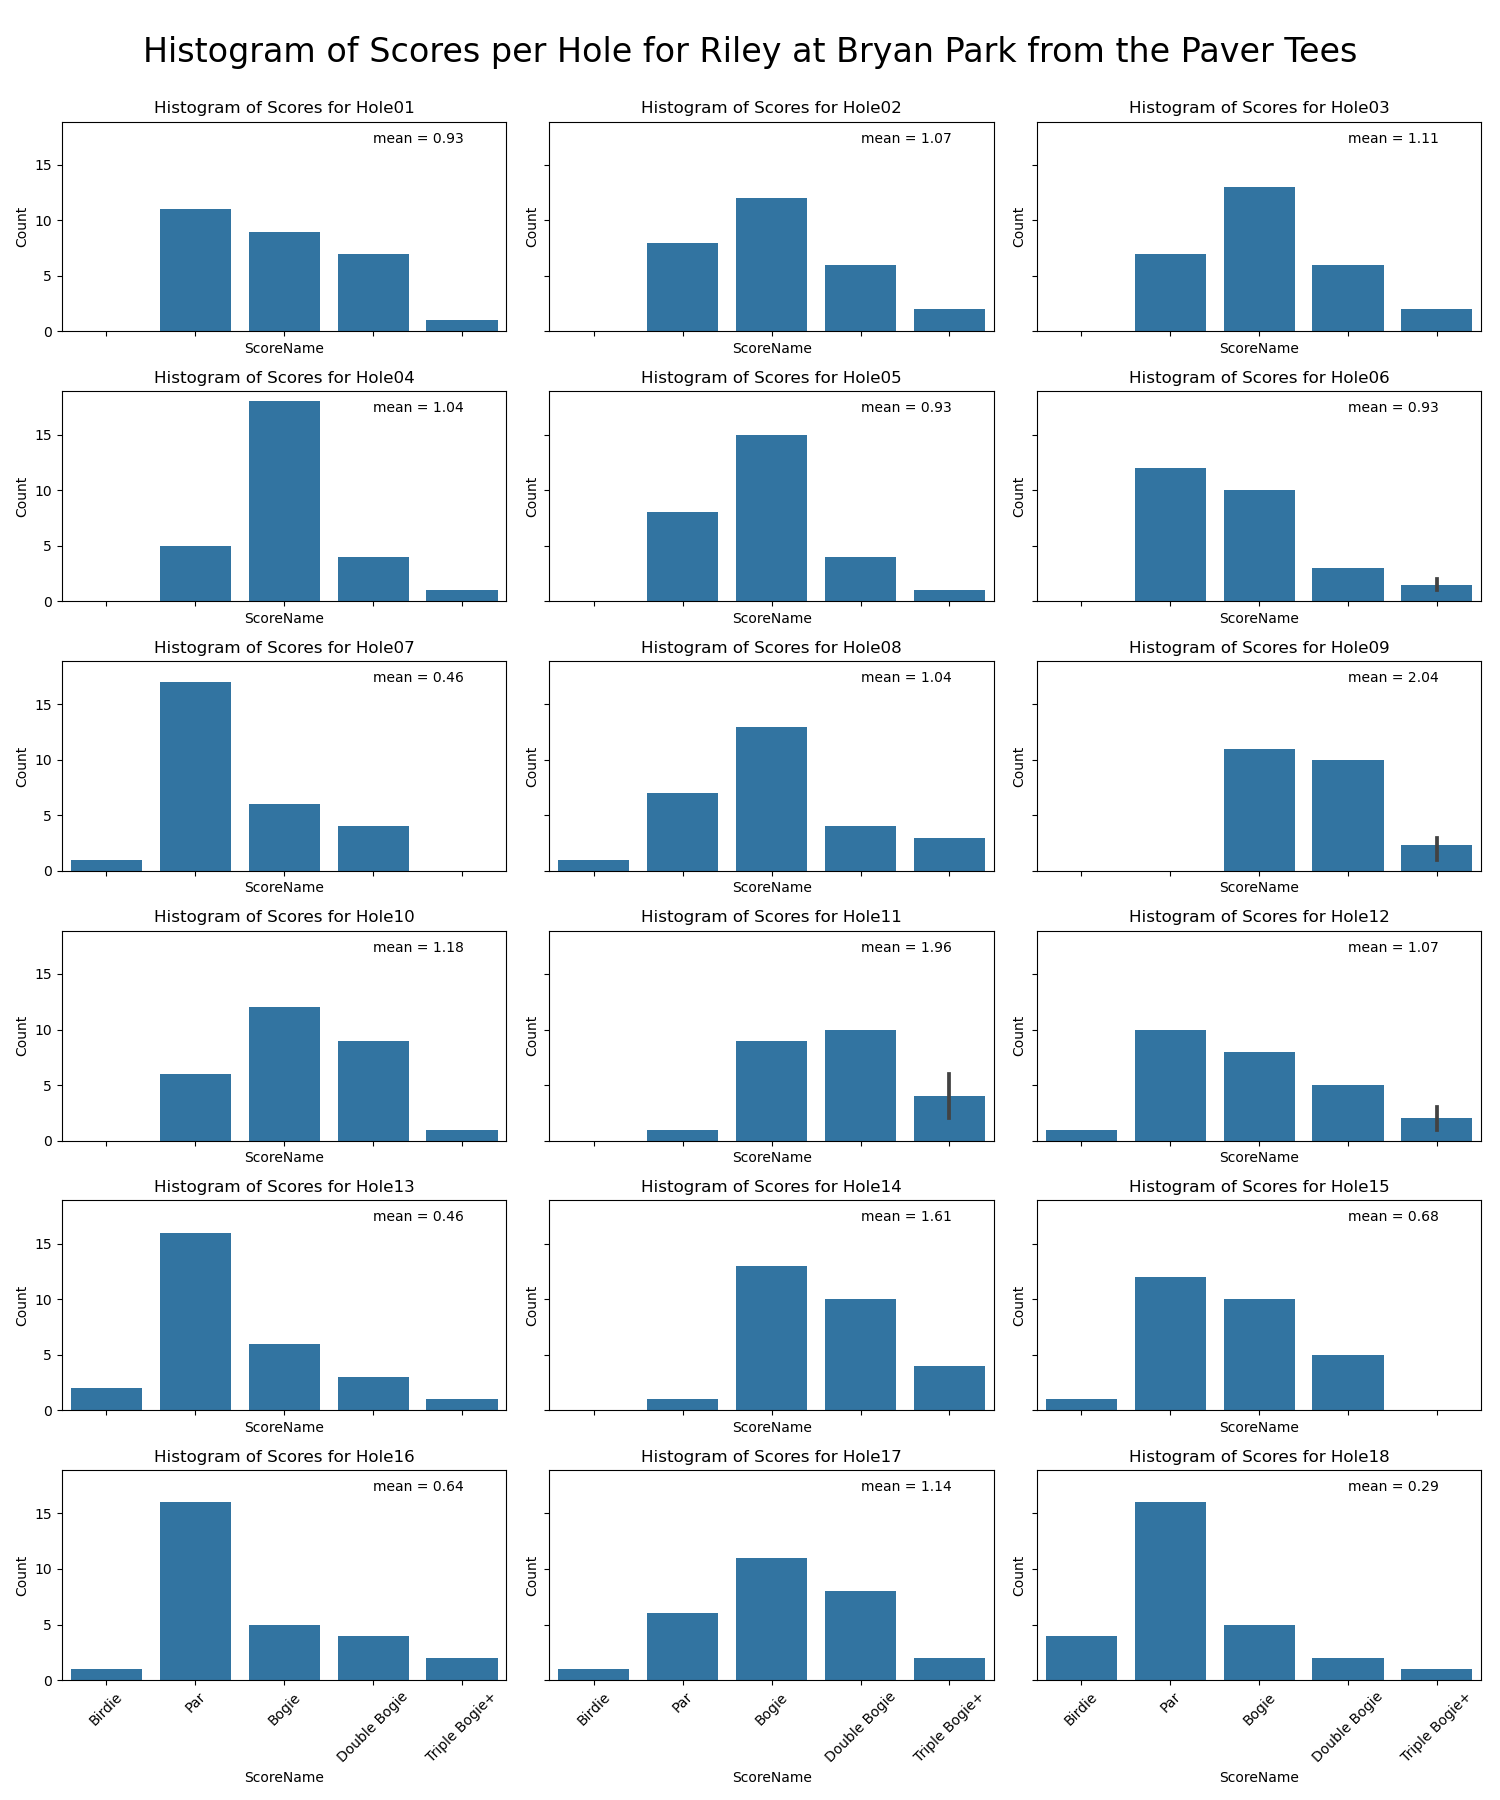 Histogram of Scores per Hole for Riley at Bryan Park from the Paver Tees
Histogram of Scores for Hole01
mean = 0.93
15
10
5
0
Count
ScoreName
Histogram of Scores for Hole02
mean = 1.07
Count
ScoreName
Histogram of Scores for Hole03
mean = 1.11
Count
ScoreName
Histogram of Scores for Hole04
mean = 1.04
15
10
5
0
Count
ScoreName
Histogram of Scores for Hole05
mean = 0.93
Count
ScoreName
Histogram of Scores for Hole06
mean = 0.93
Count
ScoreName
Histogram of Scores for Hole07
mean = 0.46
15
10
5
0
Count
ScoreName
Histogram of Scores for Hole08
mean = 1.04
Count
ScoreName
Histogram of Scores for Hole09
mean = 2.04
Count
ScoreName
Histogram of Scores for Hole10
mean = 1.18
15
10
5
0
Count
ScoreName
Histogram of Scores for Hole11
mean = 1.96
Count
ScoreName
Histogram of Scores for Hole12
mean = 1.07
Count
ScoreName
Histogram of Scores for Hole13
mean = 0.46
15
10
5
0
Count
ScoreName
Histogram of Scores for Hole14
mean = 1.61
Count
ScoreName
Histogram of Scores for Hole15
mean = 0.68
Count
ScoreName
Histogram of Scores for Hole16
mean = 0.64
15
10
5
0
Count
Birdie
Par
Bogie
Double Bogie
Triple Bogie+
ScoreName
Histogram of Scores for Hole17
mean = 1.14
Count
Birdie
Par
Bogie
Double Bogie
Triple Bogie+
ScoreName
Histogram of Scores for Hole18
mean = 0.29
Count
Birdie
Par
Bogie
Double Bogie
Triple Bogie+
ScoreName